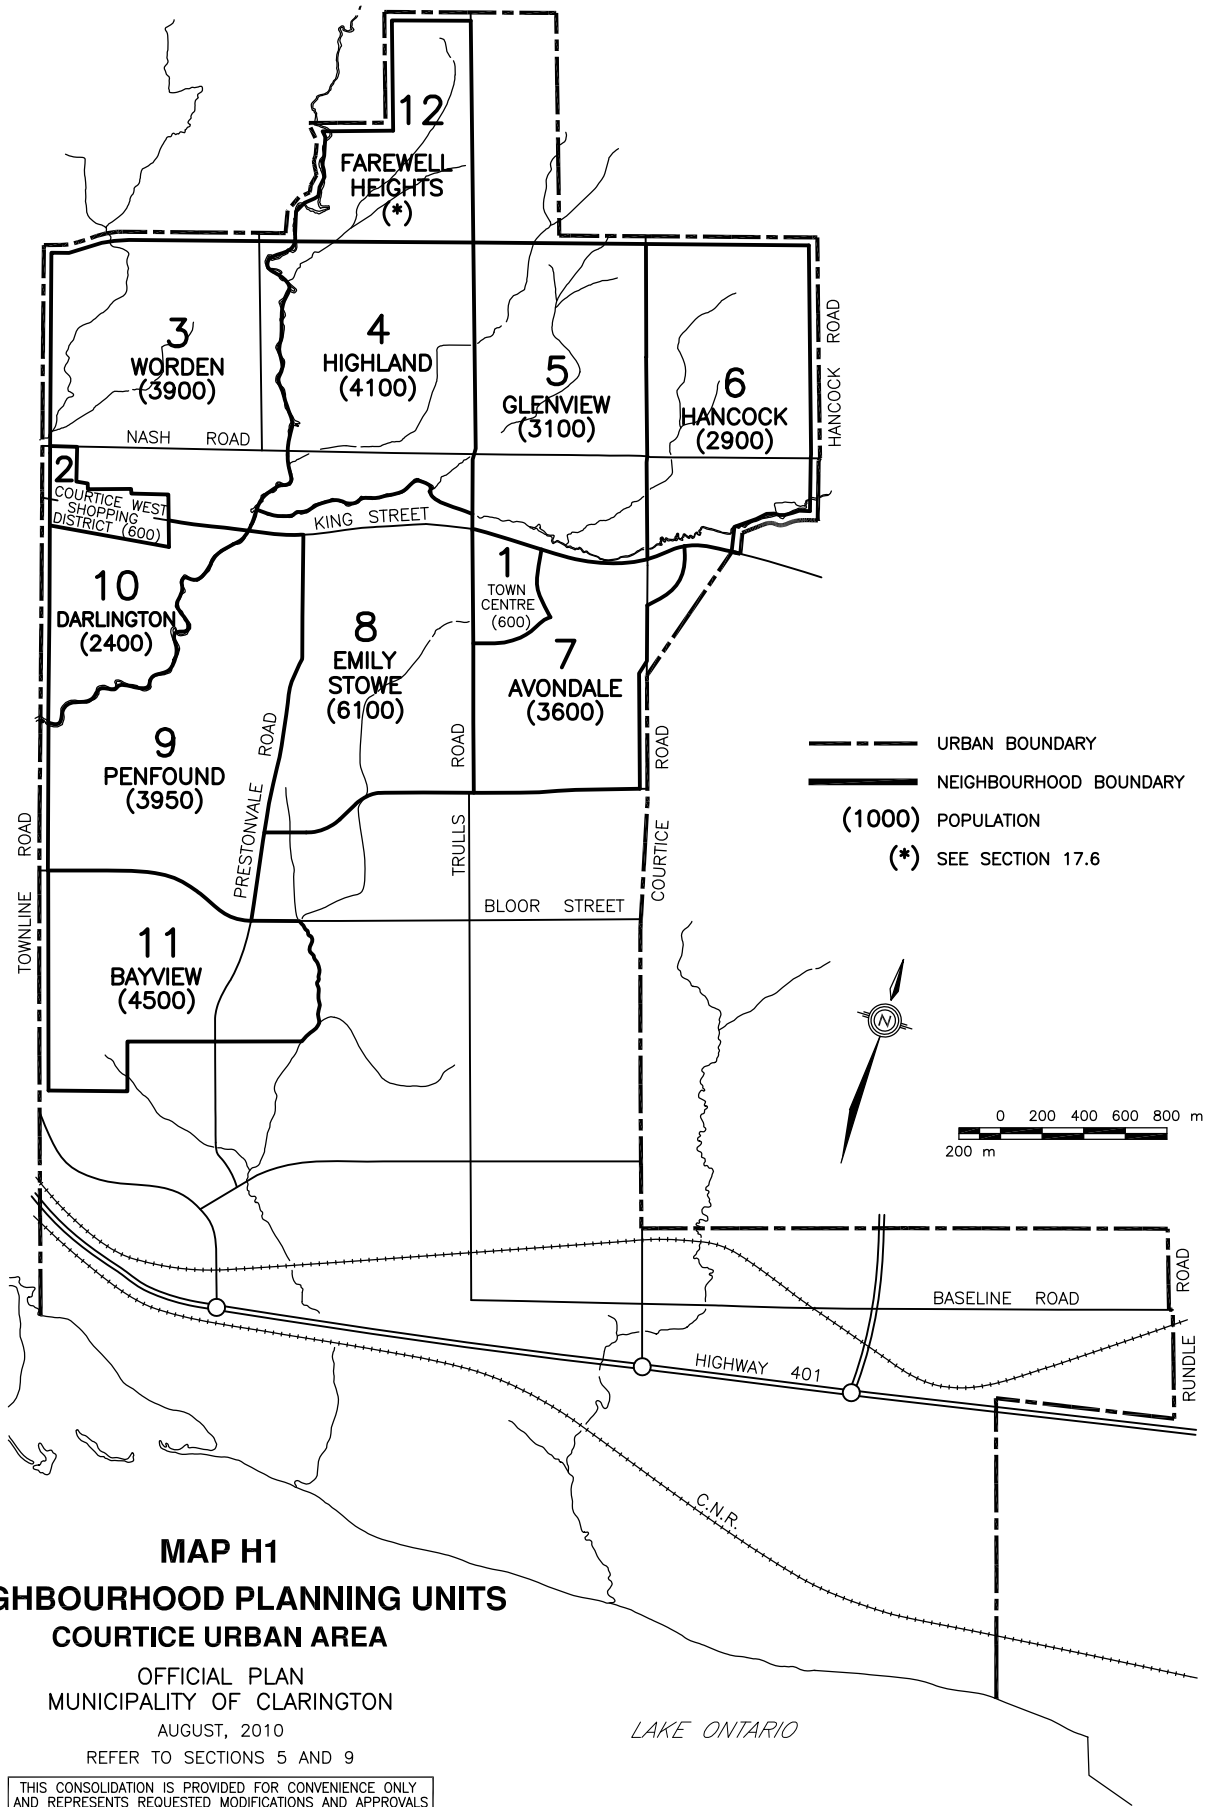 12
FAREWELL
HEIGHTS
(*)
3
WORDEN
(3900)
4
HIGHLAND
(4100)
5
GLENVIEW
(3100)
6
HANCOCK
(2900)
HANCOCK ROAD
NASH ROAD
2
COURTICE WEST
SHOPPING
DISTRICT (600)
KING STREET
1
TOWN
CENTRE
(600)
10
DARLINGTON
(2400)
8
EMILY
STOWE
(6100)
7
AVONDALE
(3600)
9
PENFOUND
(3950)
PRESTONVALE ROAD
TRULLS ROAD
COURTICE ROAD
TOWNLINE ROAD
BLOOR STREET
11
BAYVIEW
(4500)
URBAN BOUNDARY
NEIGHBOURHOOD BOUNDARY
(1000) POPULATION
(*) SEE SECTION 17.6
N
0 200 400 600 800 m
200 m
BASELINE ROAD
RUNDLE ROAD
HIGHWAY 401
C.N.R.
LAKE ONTARIO
MAP H1
GHBOURHOOD PLANNING UNITS
COURTICE URBAN AREA
OFFICIAL PLAN
MUNICIPALITY OF CLARINGTON
AUGUST, 2010
REFER TO SECTIONS 5 AND 9
THIS CONSOLIDATION IS PROVIDED FOR CONVENIENCE ONLY
AND REPRESENTS REQUESTED MODIFICATIONS AND APPROVALS